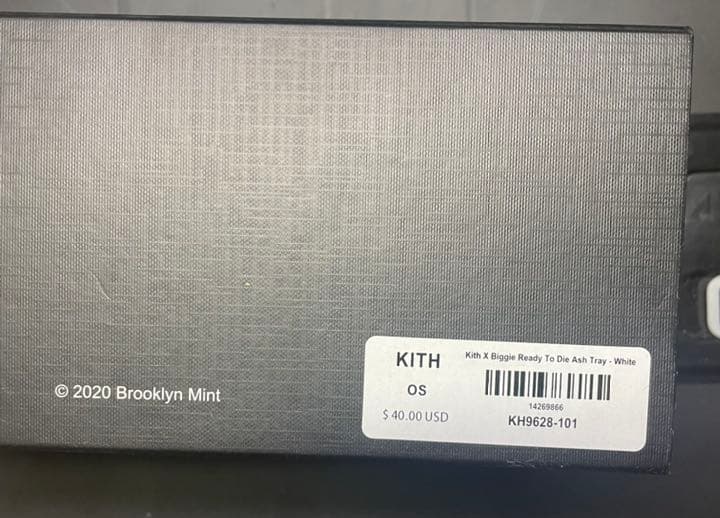 © 2020 Brooklyn Mint
KITH
Kith X Biggie Ready To Die Ash Tray - White
OS
14269866
$ 40.00 USD
KH9628-101